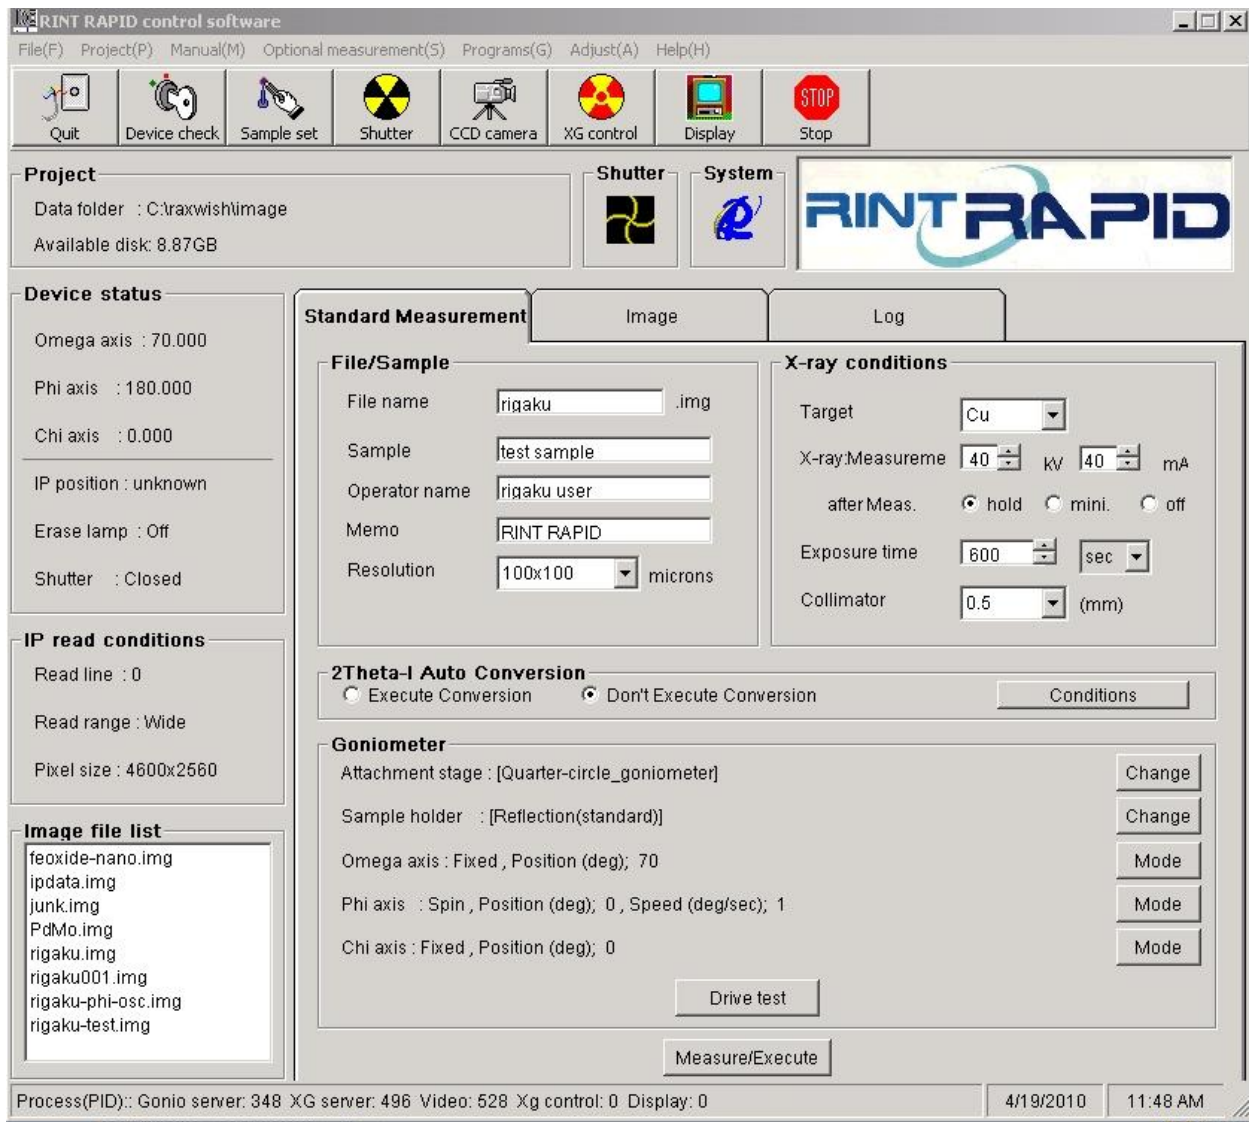 RINT RAPID control software
File(F) Project(P) Manual(M) Optional measurement(S) Programs(G) Adjust(A) Help(H)
STOP
Quit Device check Sample set Shutter CCD camera XG control Display Stop
Project
Data folder : C:\raxwish\image
Available disk: 8.87GB
Shutter
System
RINT RAPID
Device status
Omega axis : 70.000
Phi axis : 180.000
Chi axis : 0.000
IP position : unknown
Erase lamp : Off
Shutter : Closed
IP read conditions
Read line : 0
Read range : Wide
Pixel size : 4600x2560
Image file list
feoxide-nano.img
ipdata.img
junk.img
PdMo.img
rigaku.img
rigaku001.img
rigaku-phi-osc.img
rigaku-test.img
Standard Measurement Image Log
File/Sample
File name rigaku .img
Sample test sample
Operator name rigaku user
Memo RINT RAPID
Resolution 100x100 microns
X-ray conditions
Target Cu
X-ray:Measureme 40 kV 40 mA
after Meas. hold mini. off
Exposure time 600 sec
Collimator 0.5 (mm)
2Theta-I Auto Conversion
Execute Conversion Don't Execute Conversion Conditions
Goniometer
Attachment stage : [Quarter-circle_goniometer] Change
Sample holder : [Reflection(standard)] Change
Omega axis : Fixed , Position (deg); 70 Mode
Phi axis : Spin , Position (deg); 0 , Speed (deg/sec); 1 Mode
Chi axis : Fixed , Position (deg); 0 Mode
Drive test
Measure/Execute
Process(PID):: Gonio server: 348 XG server: 496 Video: 528 Xg control: 0 Display: 0 4/19/2010 11:48 AM